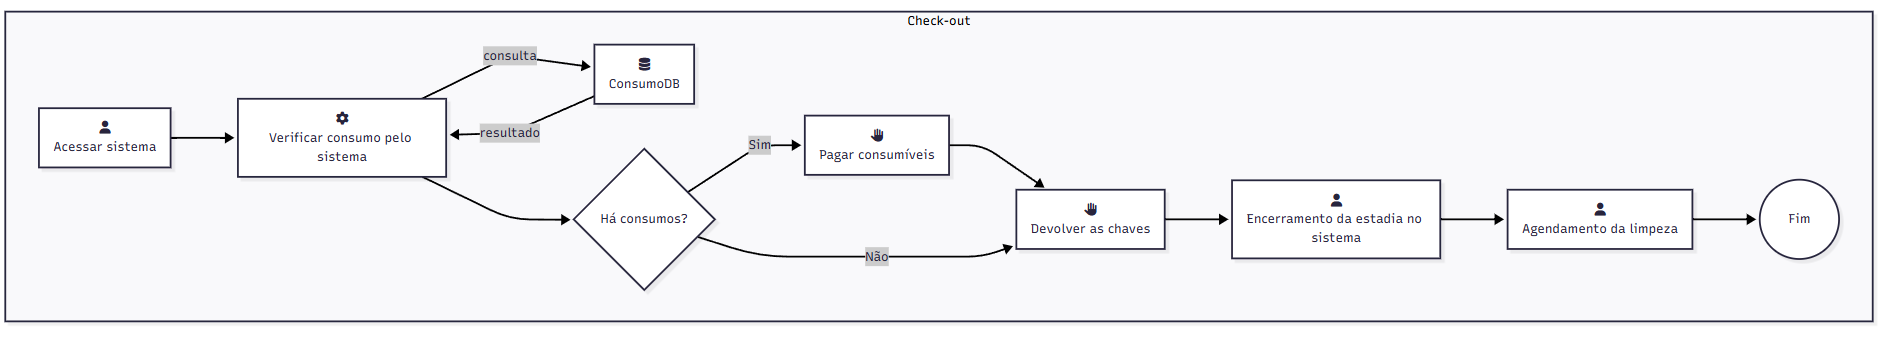 Check-out
Acessar sistema
Verificar consumo pelo
sistema
consulta
ConsumoDB
resultado
Há consumos?
Sim
Pagar consumíveis
Não
Devolver as chaves
Encerramento da estadia no
sistema
Agendamento da limpeza
Fim